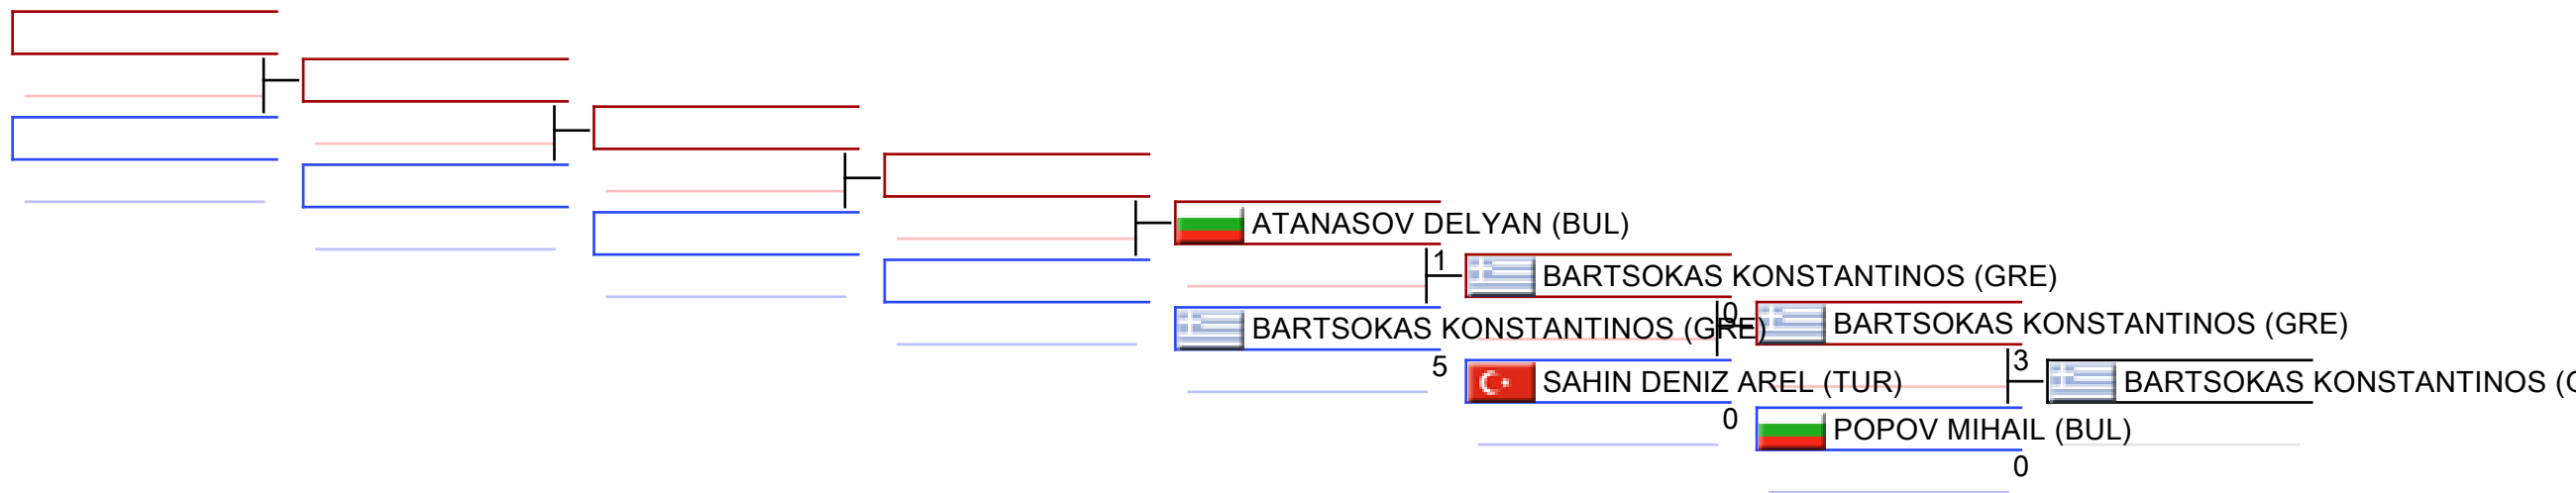 ATANASOV DELYAN (BUL)
1
BARTSOKAS KONSTANTINOS (GRE)
0
BARTSOKAS KONSTANTINOS (GRE)
BARTSOKAS KONSTANTINOS (GRE)
5
SAHIN DENIZ AREL (TUR)
3
BARTSOKAS KONSTANTINOS (
0
POPOV MIHAIL (BUL)
0